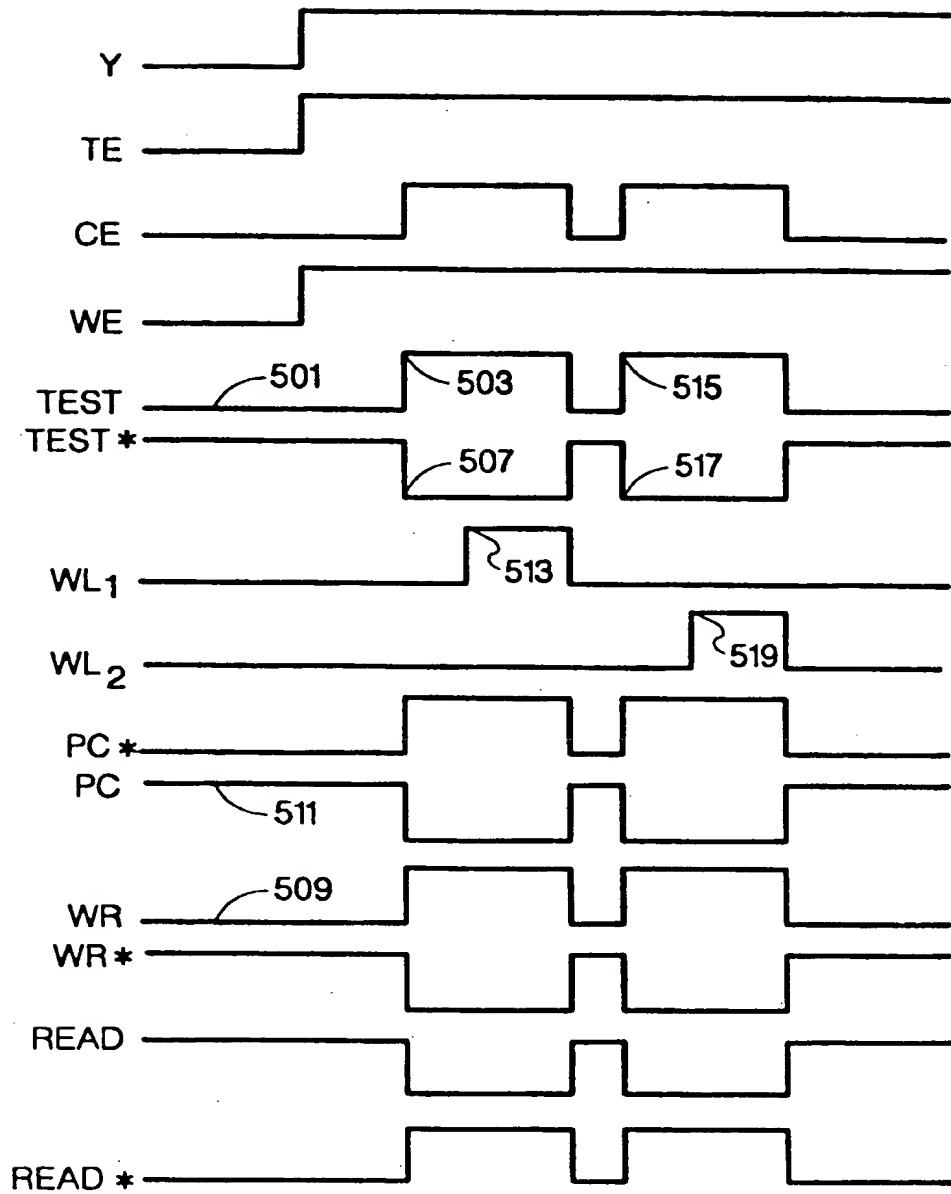 Y
TE
CE
WE
TEST 501 503 515
TEST * 507 517
WL1 513
WL2 519
PC *
PC 511
WR 509
WR *
READ
READ *